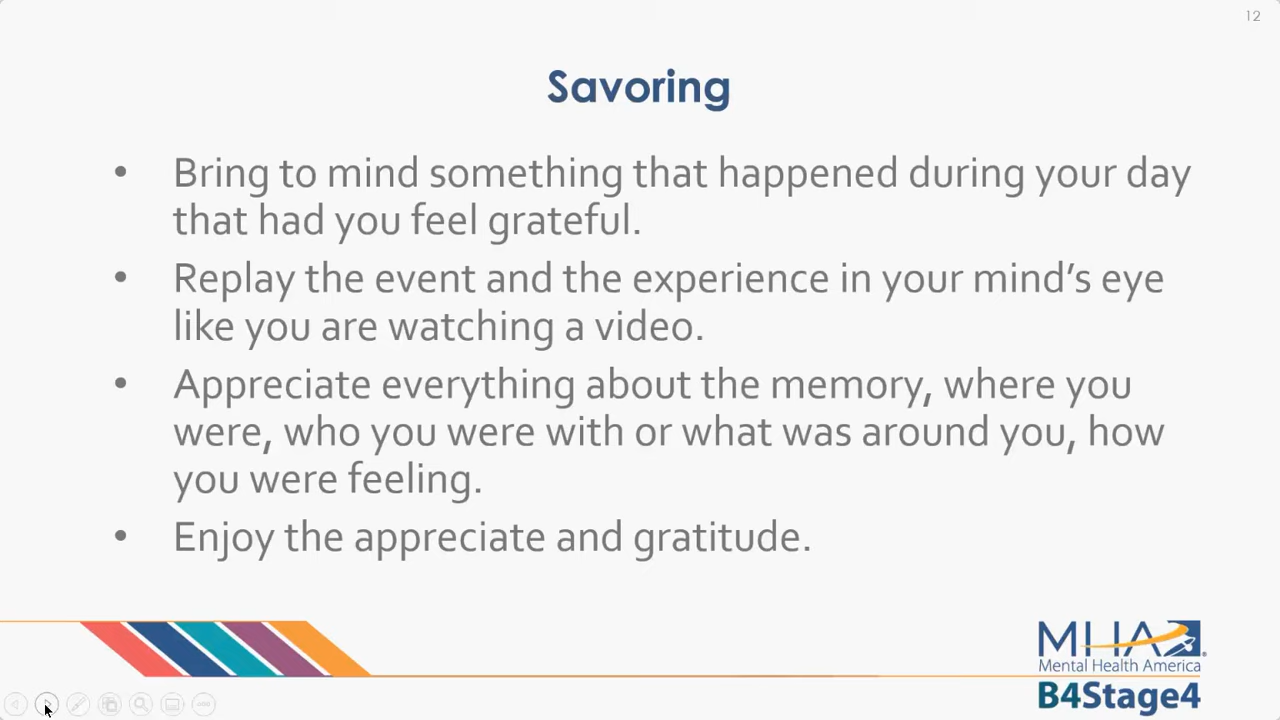 12
Savoring
• Bring to mind something that happened during your day
that had you feel grateful.
• Replay the event and the experience in your mind’s eye
like you are watching a video.
• Appreciate everything about the memory, where you
were, who you were with or what was around you, how
you were feeling.
• Enjoy the appreciate and gratitude.
MHA®
Mental Health America
B4Stage4